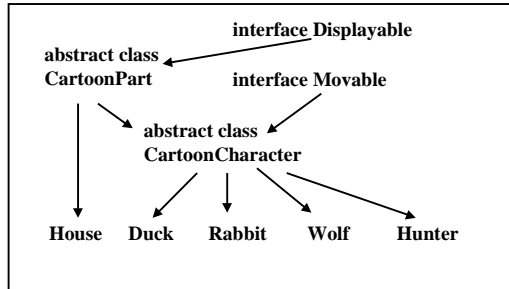 interface Displayable
abstract class
CartoonPart
interface Movable
abstract class
CartoonCharacter
House Duck Rabbit Wolf Hunter